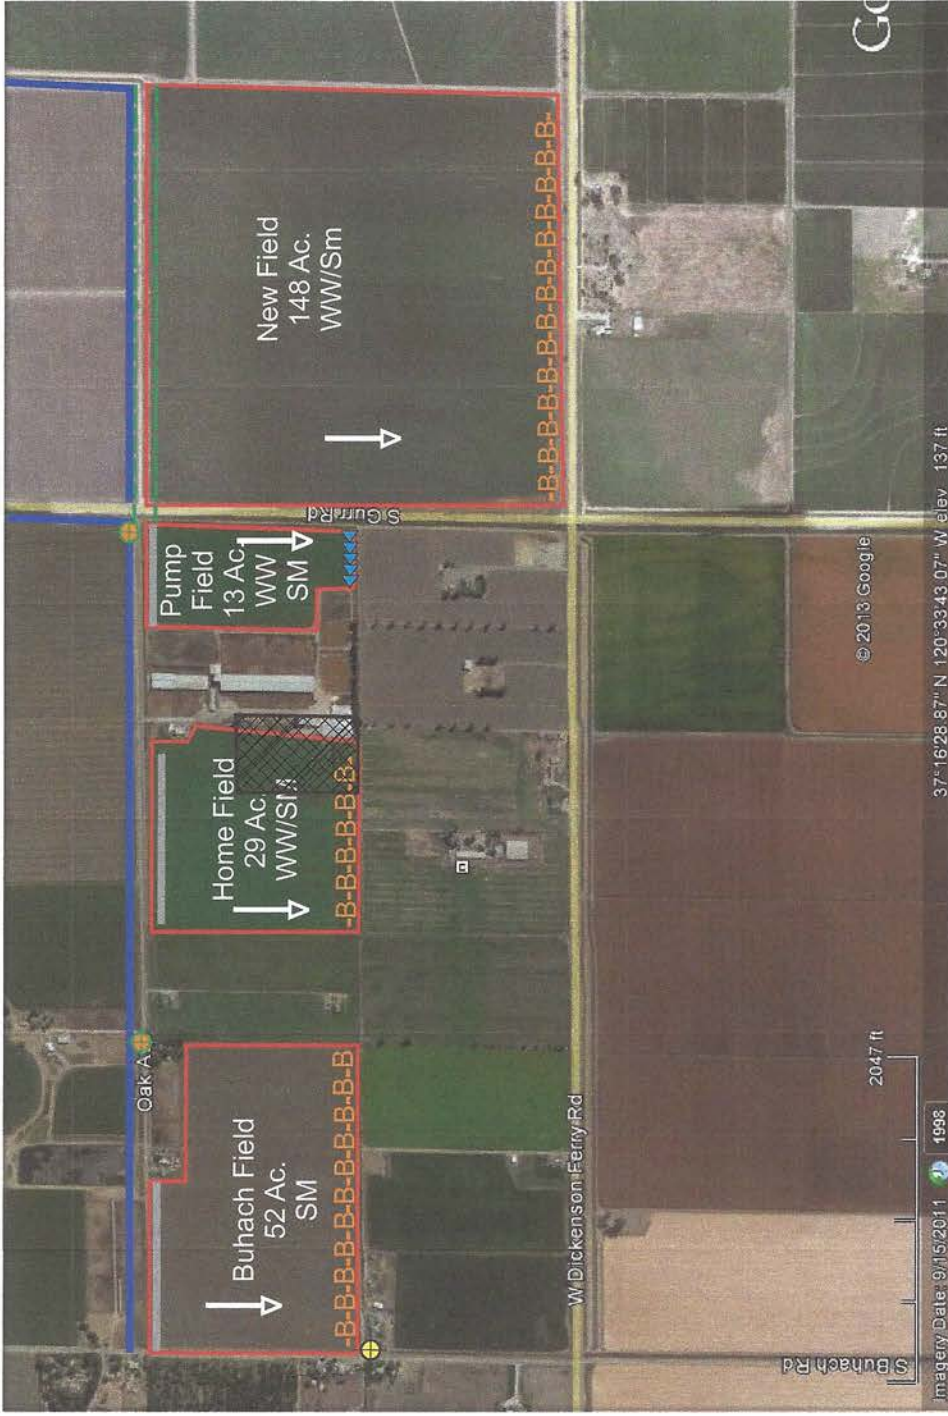 Go
New Field
148 Ac.
WW/Sm
-B-B-B-B-B-B-B-B-B-B-B-B-B-
S Gurr Rd
Pump
Field
13 Ac.
WW
SM
Home Field
29 Ac.
WW/SM
-B-B-B-B-B-B
Oak A
Buhach Field
52 Ac.
SM
-B-B-B-B-B-B-B-B-B-B
W Dickenson Ferry Rd
S Buhach Rd
2047 ft
© 2013 Google
Imagery Date: 9/15/2011
1998
37°16'28.87" N 120°33'43.07" W elev 137 ft